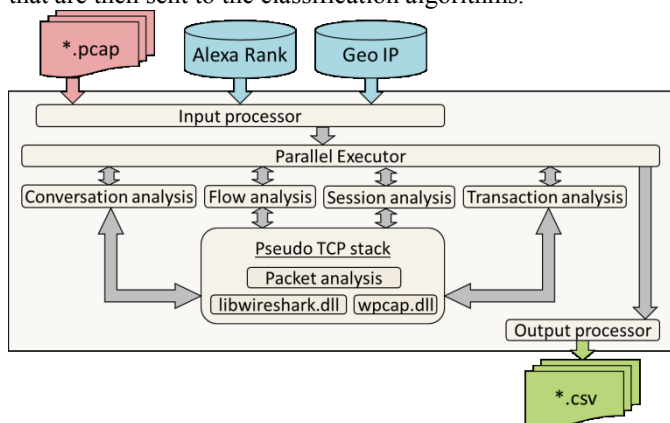 that are then sent to the classification algorithms.
*.pcap
Alexa Rank
Geo IP
Input processor
Parallel Executor
Conversation analysis
Flow analysis
Session analysis
Transaction analysis
Pseudo TCP stack
Packet analysis
libwireshark.dll
wpcap.dll
Output processor
*.csv